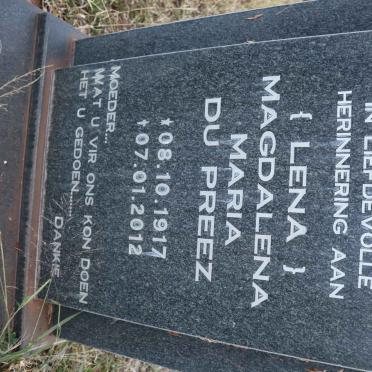 IN LIEFDEVOLLE
HERINNERING AAN
{ LENA }
MAGDALENA
MARIA
DU PREEZ
★08.10.1917
✝07.01.2012
MOEDER...
WAT U VIR ONS KON DOEN
HET U GEDOEN......
DANKIE